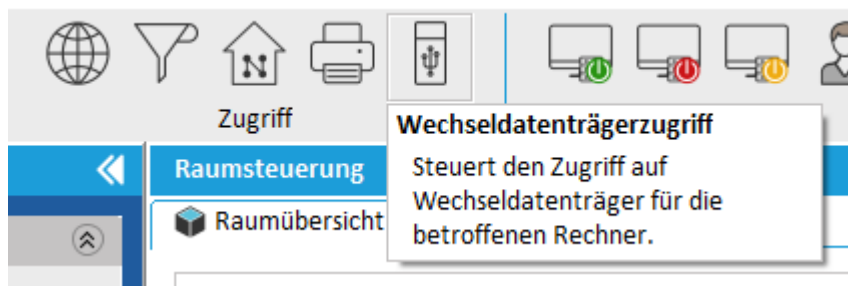 Zugriff
Wechseldatenträgerzugriff
Steuert den Zugriff auf
Wechseldatenträger für die
betroffenen Rechner.
Raumsteuerung
Raumübersicht